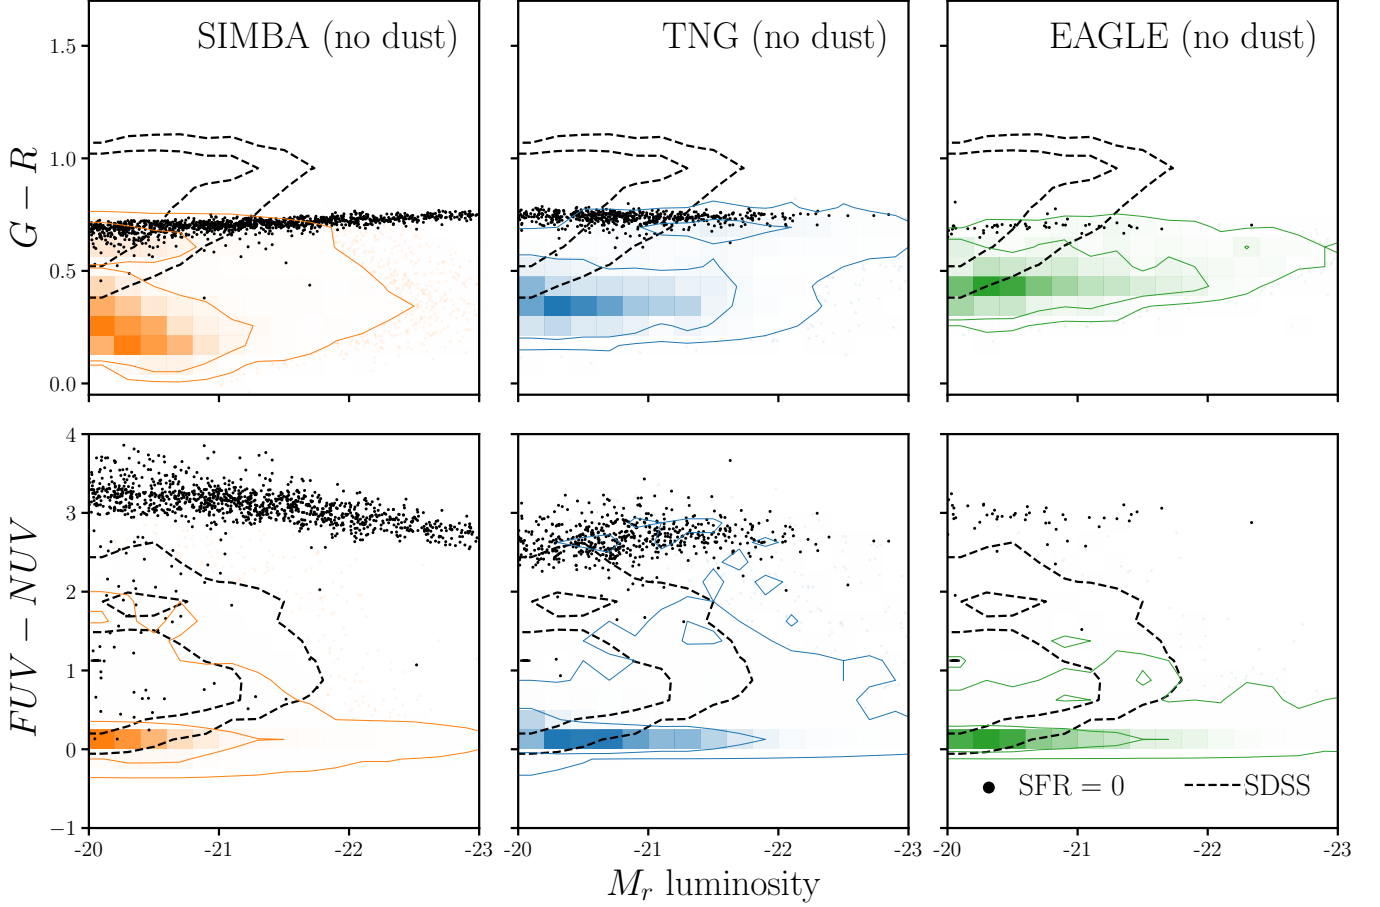 SIMBA (no dust)
TNG (no dust)
EAGLE (no dust)
G − R
1.5
1.0
0.5
0.0
FUV − NUV
4
3
2
1
0
−1
SFR = 0
SDSS
-20
-21
-22
-23
-20
-21
-22
-23
-20
-21
-22
-23
M_r luminosity